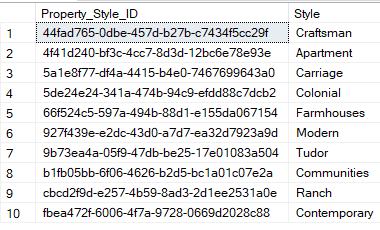 Property_Style_ID Style
1 44fad765-0dbe-457d-b27b-c7434f5cc29f Craftsman
2 4f41d240-bf3c-4cc7-8d3d-12bc6e78e93e Apartment
3 5a1e8f77-df4a-4415-b4e0-7467699643a0 Carriage
4 5de24e24-341a-474b-94c9-efdd88c7dcb2 Colonial
5 66f524c5-597a-494b-88d1-e155da067154 Farmhouses
6 927f439e-e2dc-43d0-a7d7-ea32d7923a9d Modern
7 9b73ea4a-05f9-47db-be25-17e01083a504 Tudor
8 b1fb05bb-6f06-4626-b2d5-bc1a01c07e2a Communities
9 cbcd2f9d-e257-4b59-8ad3-2d1ee2531a0e Ranch
10 fbea472f-6006-4f7a-9728-0669d2028c88 Contemporary